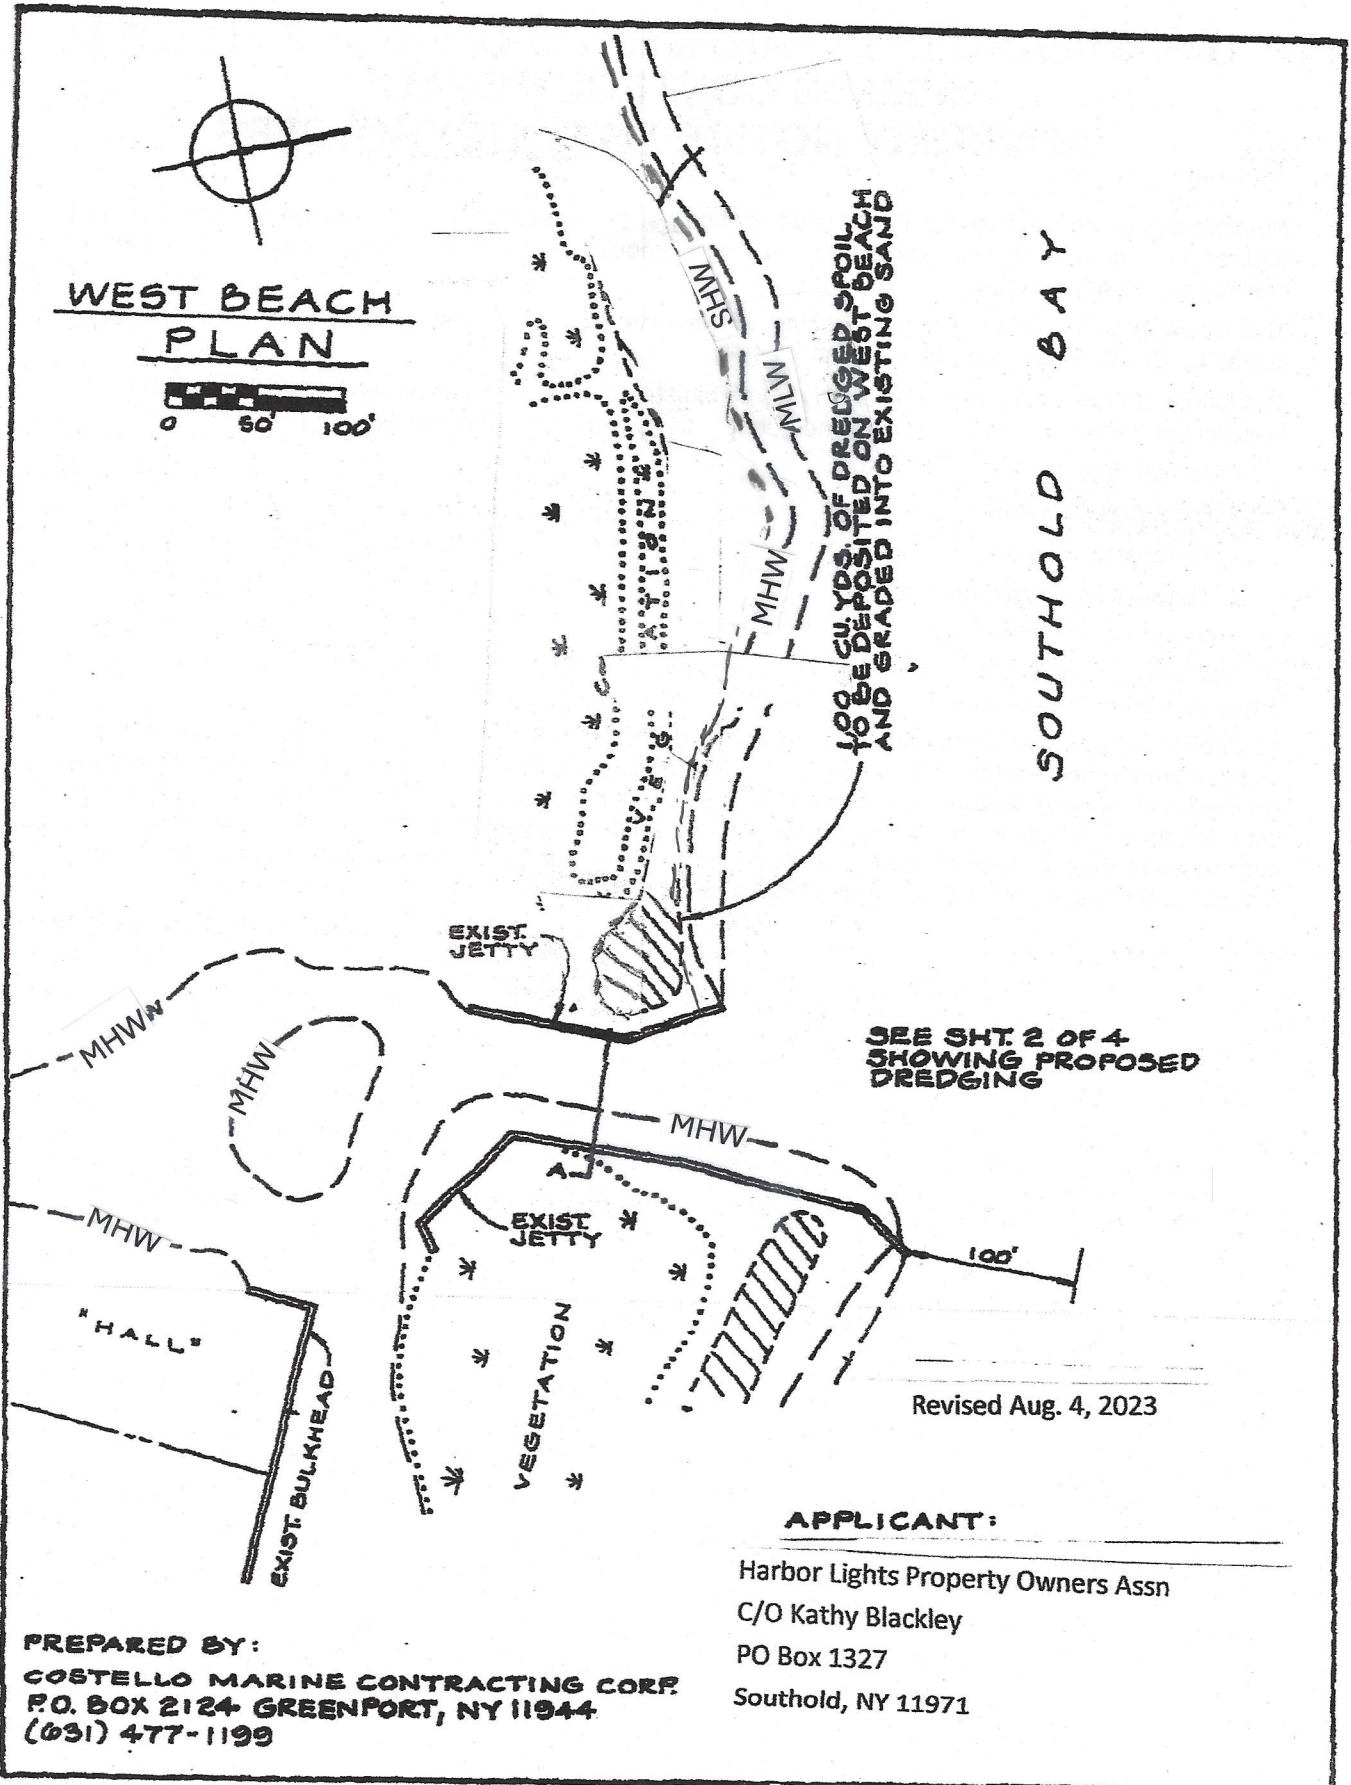 WEST BEACH
PLAN
0 50' 100'
SHW
MLW
MHW
100 CU. YDS. OF DREDGED SPOIL
TO BE DEPOSITED ON WEST BEACH
AND GRADED INTO EXISTING SAND
SOUTHOLD BAY
VEG
ATION
EXIST.
JETTY
MHW
MHW
MHW
SEE SHT. 2 OF 4
SHOWING PROPOSED
DREDGING
A
EXIST.
JETTY
100'
MHW
"HALL"
EXIST. BULKHEAD
VEGETATION
Revised Aug. 4, 2023
APPLICANT:
Harbor Lights Property Owners Assn
C/O Kathy Blackley
PO Box 1327
Southold, NY 11971
PREPARED BY:
COSTELLO MARINE CONTRACTING CORP.
P.O. BOX 2124 GREENPORT, NY 11944
(631) 477-1199